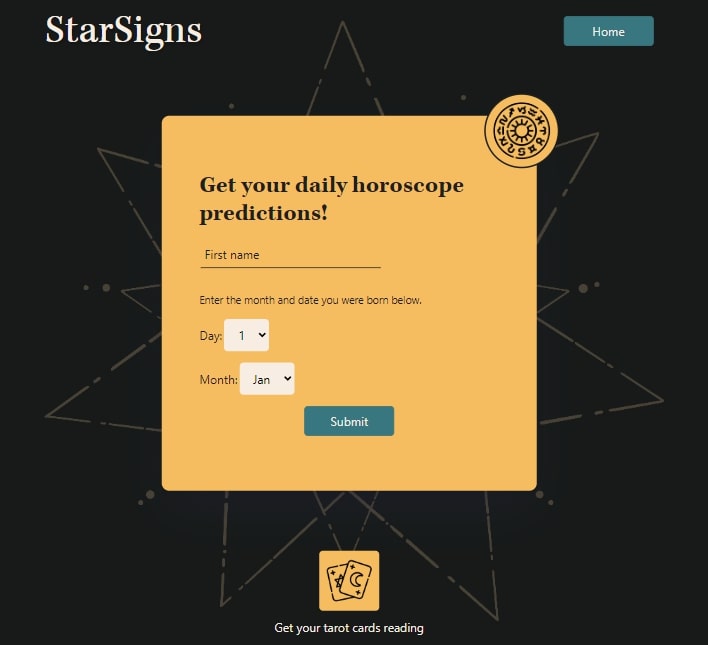 StarSigns
Home
Get your daily horoscope
predictions!
First name
Enter the month and date you were born below.
Day: 1
Month: Jan
Submit
Get your tarot cards reading